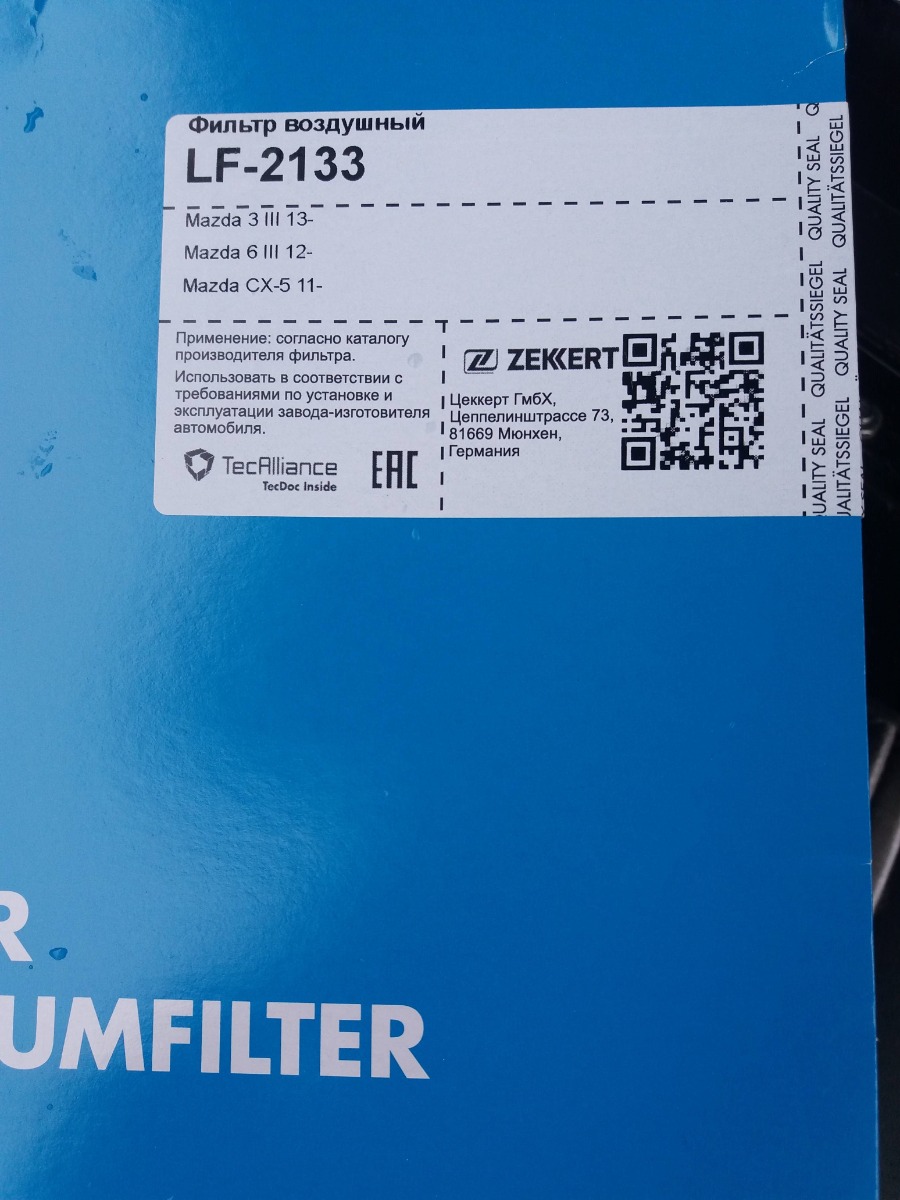 Фильтр воздушный
LF-2133
Mazda 3 III 13-
Mazda 6 III 12-
Mazda CX-5 11-
Применение: согласно каталогу
производителя фильтра.
Использовать в соответствии с
требованиями по установке и
эксплуатации завода-изготовителя
автомобиля.
TecAlliance
TecDoc Inside
EAC
ZEKKERT
Цеккерт ГмбХ,
Цеппелинштрассе 73,
81669 Мюнхен,
Германия
QUALITY SEAL QUALITÄTSSIEGEL QUALITY SEAL
QUALITÄTSSIEGEL QUALITY SEAL QUALITÄTSSIEGEL
R
UMFILTER